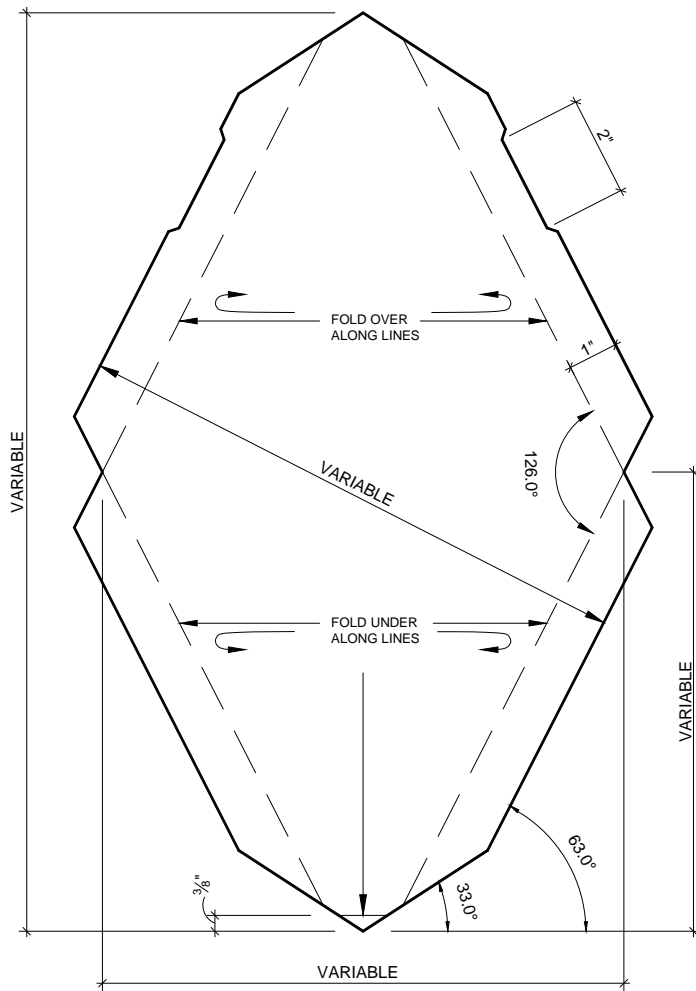 2"
FOLD OVER
ALONG LINES
1"
VARIABLE
VARIABLE
126.0°
FOLD UNDER
ALONG LINES
VARIABLE
63.0°
3/8"
33.0°
VARIABLE